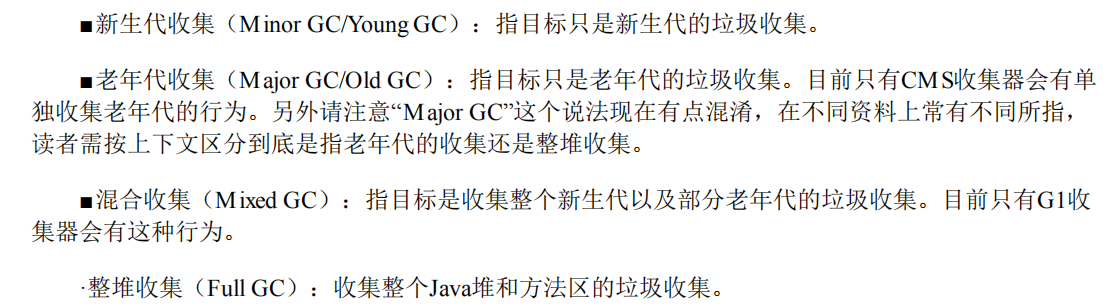 ■新生代收集（Minor GC/Young GC）：指目标只是新生代的垃圾收集。
■老年代收集（Major GC/Old GC）：指目标只是老年代的垃圾收集。目前只有CMS收集器会有单
独收集老年代的行为。另外请注意“Major GC”这个说法现在有点混淆，在不同资料上常有不同所指，
读者需按上下文区分到底是指老年代的收集还是整堆收集。
■混合收集（Mixed GC）：指目标是收集整个新生代以及部分老年代的垃圾收集。目前只有G1收
集器会有这种行为。
·整堆收集（Full GC）：收集整个Java堆和方法区的垃圾收集。